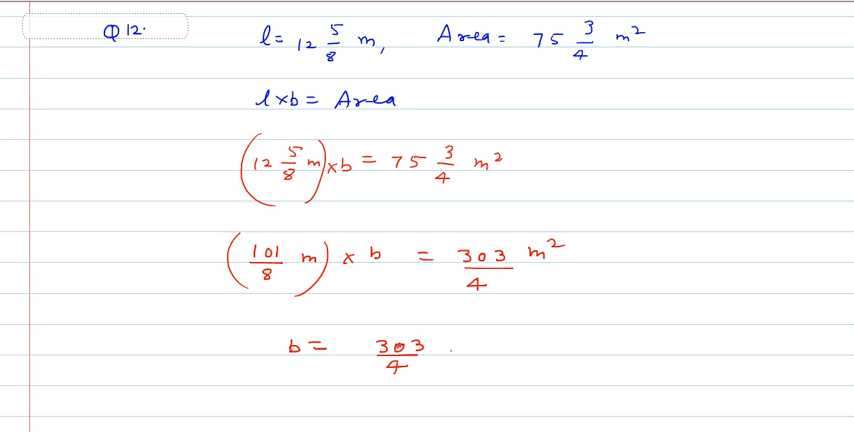 Q 12. l = 12 5/8 m, Area = 75 3/4 m²
l × b = Area
(12 5/8 m) × b = 75 3/4 m²
(101/8 m) × b = 303/4 m²
b = 303/4